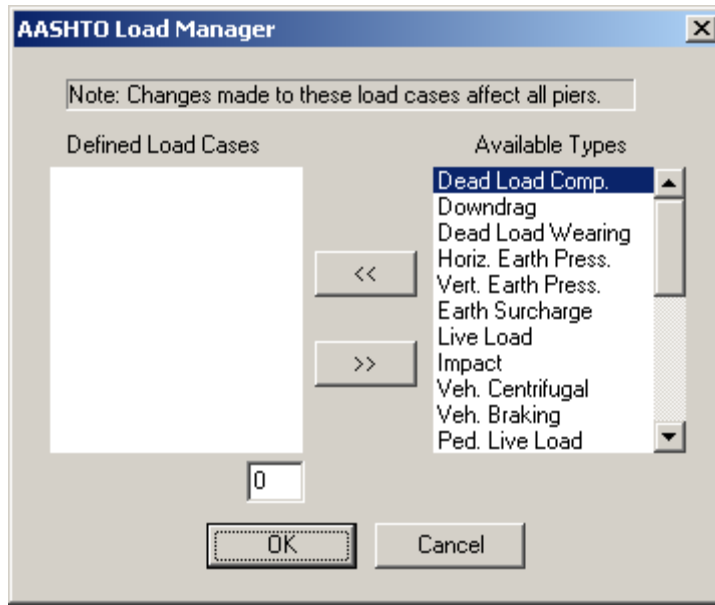 AASHTO Load Manager
Note: Changes made to these load cases affect all piers.
Defined Load Cases
Available Types
Dead Load Comp.
Downdrag
Dead Load Wearing
Horiz. Earth Press.
Vert. Earth Press.
Earth Surcharge
Live Load
Impact
Veh. Centrifugal
Veh. Braking
Ped. Live Load
<<
>>
0
OK
Cancel